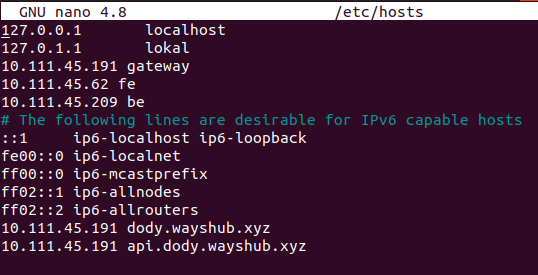 GNU nano 4.8 /etc/hosts
127.0.0.1 localhost
127.0.1.1 lokal
10.111.45.191 gateway
10.111.45.62 fe
10.111.45.209 be
# The following lines are desirable for IPv6 capable hosts
::1 ip6-localhost ip6-loopback
fe00::0 ip6-localnet
ff00::0 ip6-mcastprefix
ff02::1 ip6-allnodes
ff02::2 ip6-allrouters
10.111.45.191 dody.wayshub.xyz
10.111.45.191 api.dody.wayshub.xyz